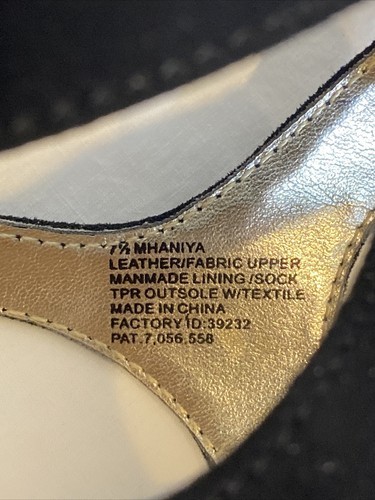 7½ MHANIYA
LEATHER/FABRIC UPPER
MANMADE LINING /SOCK
TPR OUTSOLE W/TEXTILE
MADE IN CHINA
FACTORY ID:39232
PAT.7,056,558